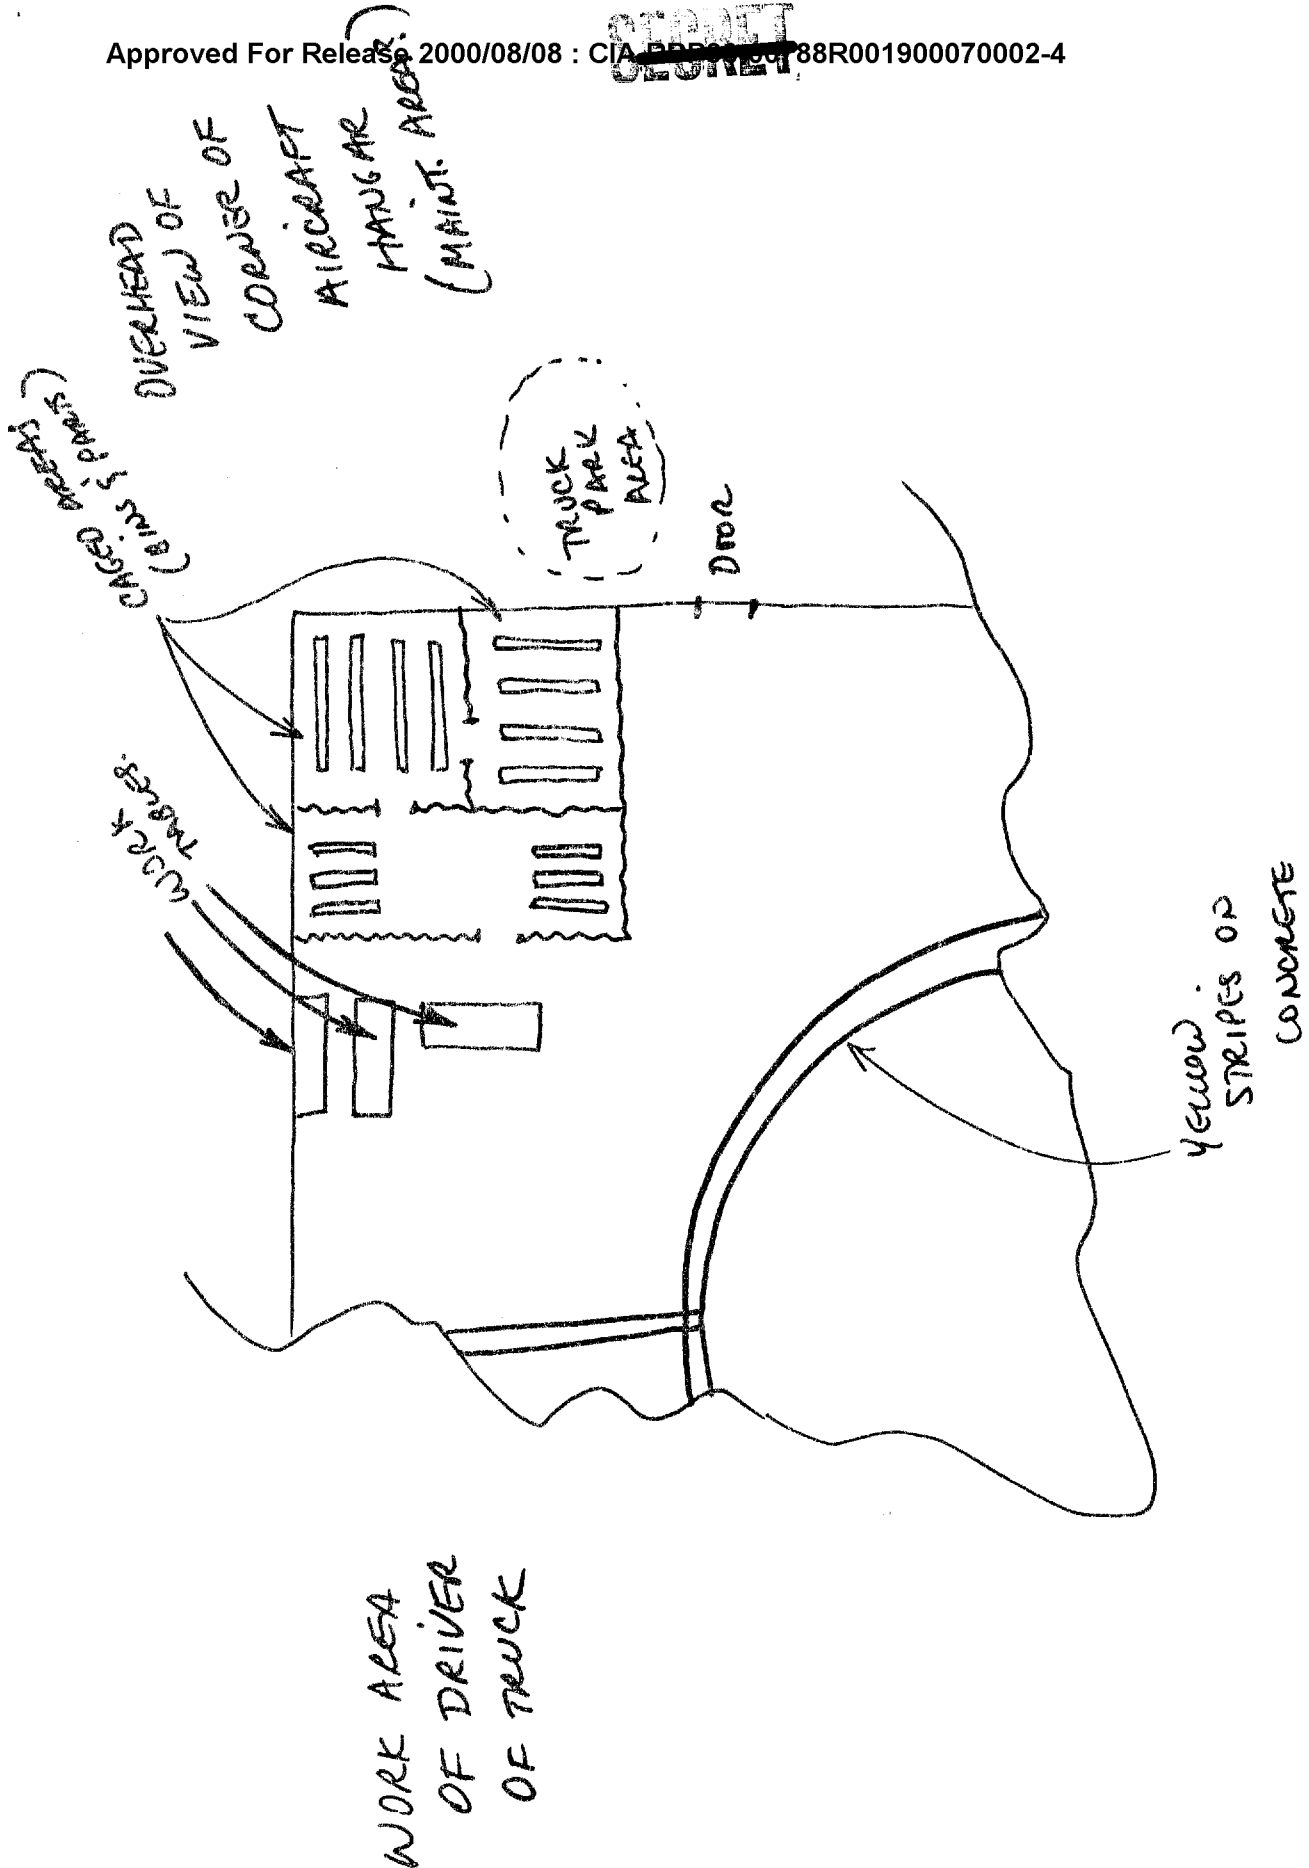 SECRET
Approved For Release 2000/08/08 : CIA-RDP96-00788R001900070002-4
WORK AREA
OF DRIVER
OF TRUCK
WORK
TABLES.
CAGED AREAS
(BINS & PARTS)
OVERHEAD
VIEW OF
CORNER OF
AIRCRAFT
HANGAR
(MAINT. AREA?)
TRUCK
PARK
AREA
DOOR
YELLOW
STRIPES ON
CONCRETE